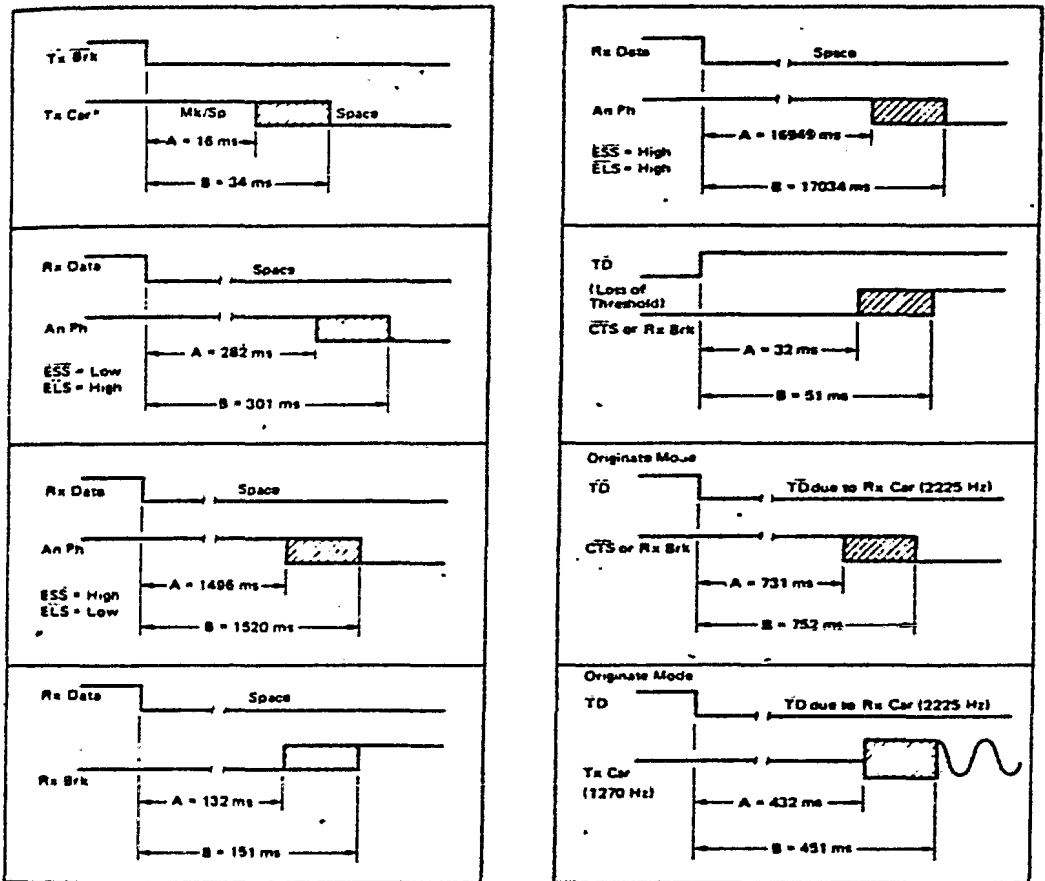 Tx Brk
Tx Car*
Mk/Sp
Space
A = 16 ms
B = 34 ms
Rx Data
Space
An Ph
A = 282 ms
ESS = Low
ELS = High
B = 301 ms
Rx Data
Space
An Ph
A = 1496 ms
ESS = High
ELS = Low
B = 1520 ms
Rx Data
Space
Rx Brk
A = 132 ms
B = 151 ms
Rx Data
Space
An Ph
A = 16949 ms
ESS = High
ELS = High
B = 17034 ms
TD
(Loss of
Threshold)
CTS or Rx Brk
A = 32 ms
B = 51 ms
Originate Mode
TD
TD due to Rx Car (2225 Hz)
CTS or Rx Brk
A = 731 ms
B = 752 ms
Originate Mode
TD
TD due to Rx Car (2225 Hz)
Tx Car
(1270 Hz)
A = 432 ms
B = 451 ms